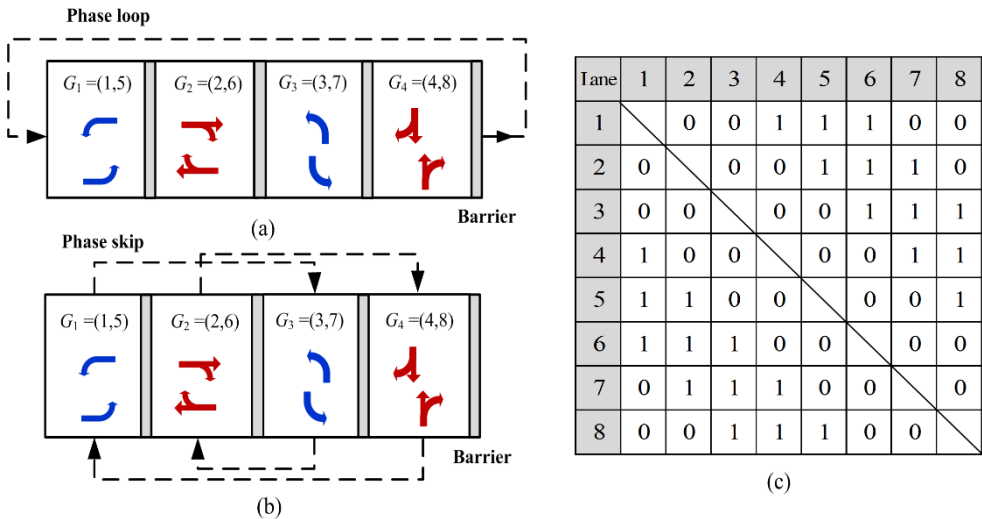 Phase loop
G1 =(1,5) G2 =(2,6) G3 =(3,7) G4 =(4,8)
Barrier
(a)
Phase skip
G1 =(1,5) G2 =(2,6) G3 =(3,7) G4 =(4,8)
Barrier
(b)
Lane 1 2 3 4 5 6 7 8
1 0 0 1 1 1 0 0
2 0 0 0 1 1 1 0
3 0 0 0 0 1 1 1
4 1 0 0 0 0 1 1
5 1 1 0 0 0 0 1
6 1 1 1 0 0 0 0
7 0 1 1 1 0 0 0
8 0 0 1 1 1 0 0
(c)